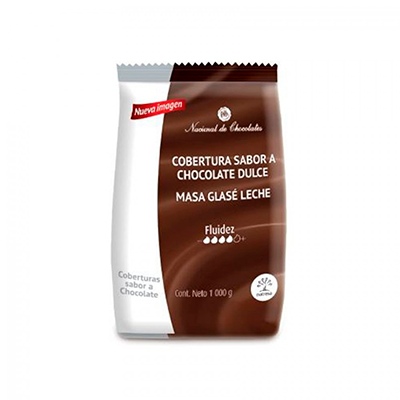 Nueva imagen
Nacional de Chocolates
COBERTURA SABOR A
CHOCOLATE DULCE
MASA GLASÉ LECHE
Fluidez
- +
Coberturas
sabor a
Chocolate
Cont. Neto 1 000 g